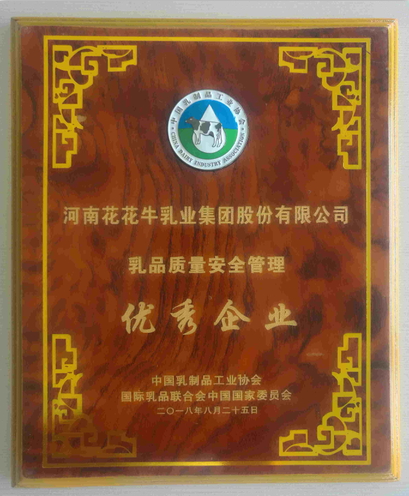 中国乳制品工业协会
CHINA DAIRY INDUSTRY ASSOCIATION
河南花花牛乳业集团股份有限公司
乳品质量安全管理
优秀企业
中国乳制品工业协会
国际乳品联合会中国国家委员会
二〇一八年八月二十五日